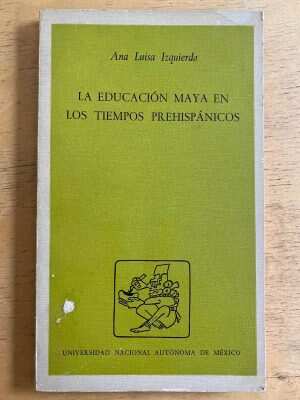 Ana Luisa Izquierdo
LA EDUCACIÓN MAYA EN
LOS TIEMPOS PREHISPÁNICOS
UNIVERSIDAD NACIONAL AUTÓNOMA DE MÉXICO